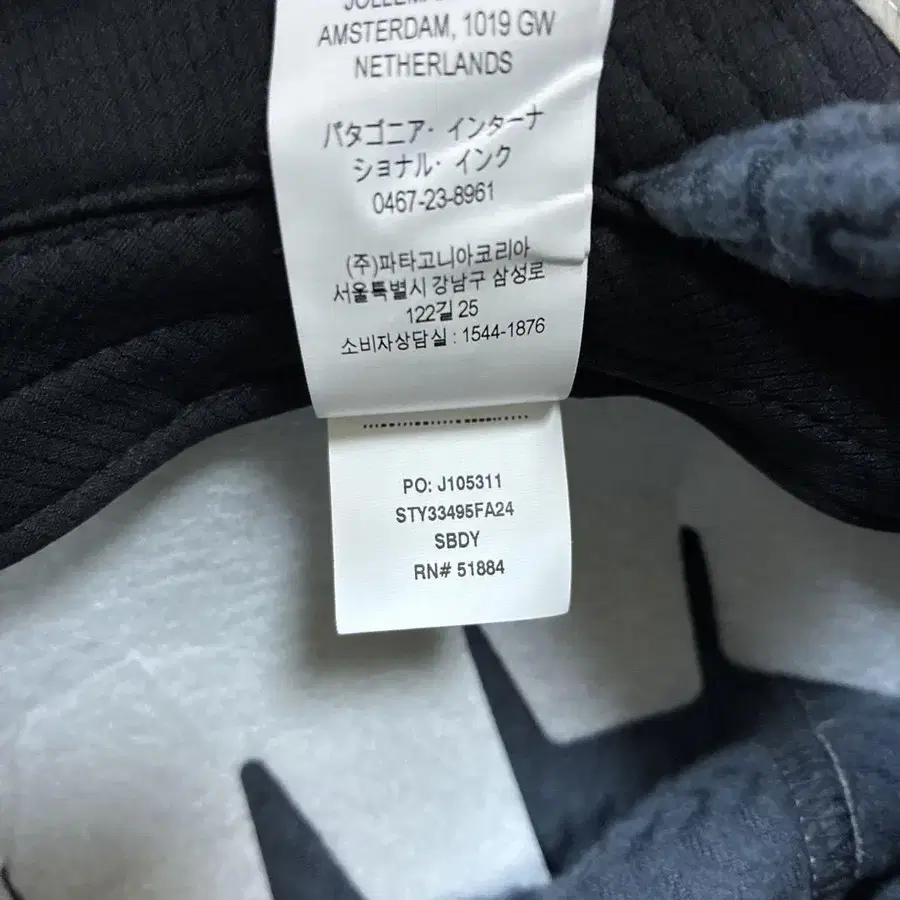 AMSTERDAM, 1019 GW
NETHERLANDS
パタゴニア・インターナ
ショナル・インク
0467-23-8961
(주)파타고니아코리아
서울특별시 강남구 삼성로
122길 25
소비자상담실 : 1544-1876
PO: J105311
STY33495FA24
SBDY
RN# 51884